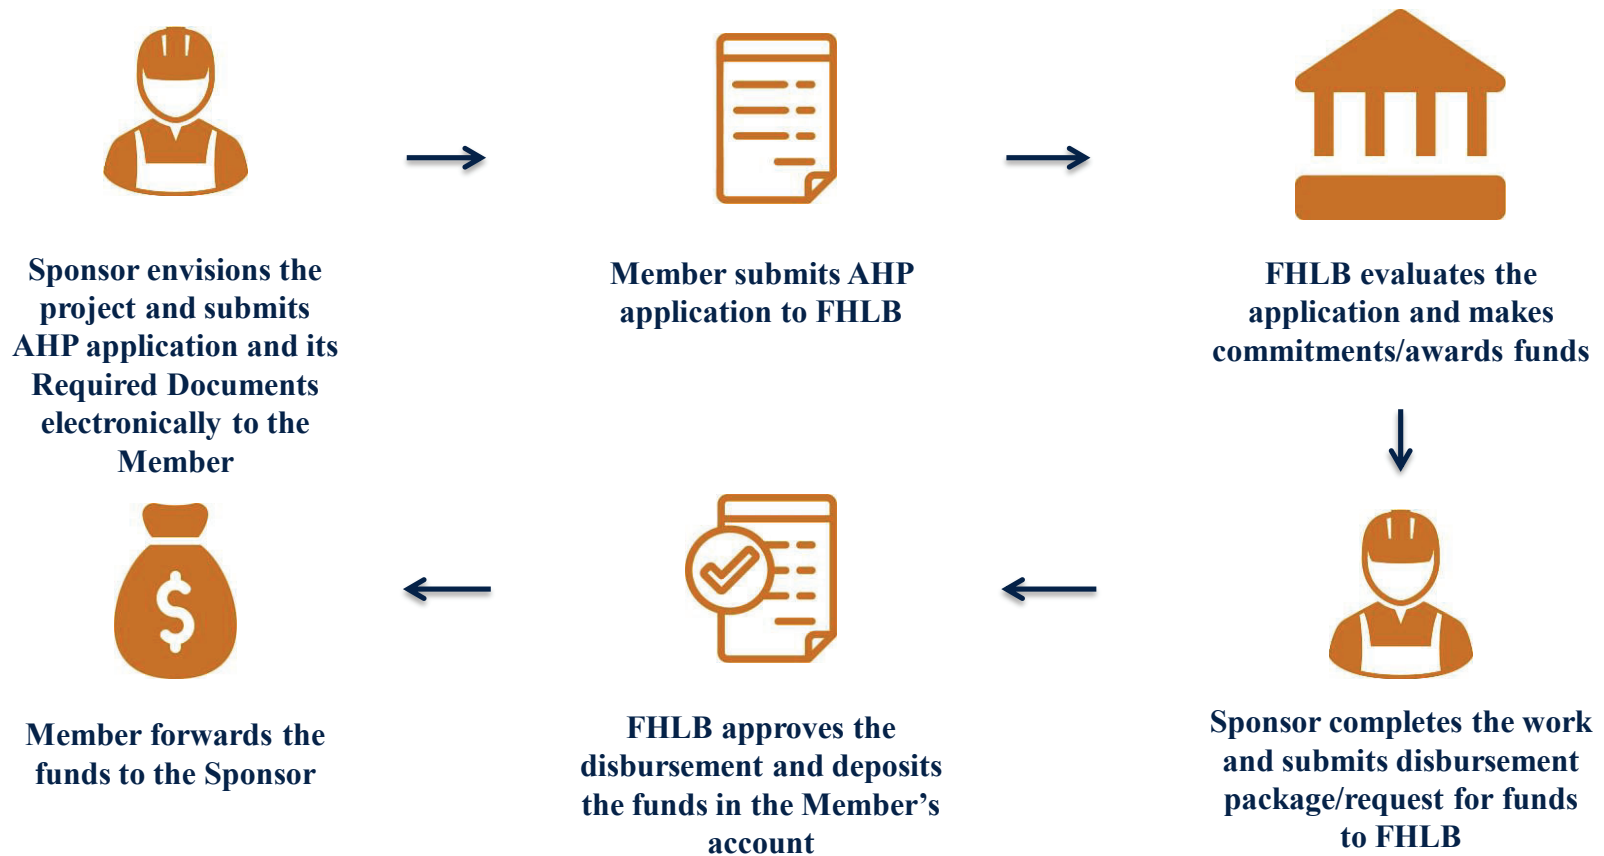 Sponsor envisions the
project and submits
AHP application and its
Required Documents
electronically to the
Member
Member submits AHP
application to FHLB
FHLB evaluates the
application and makes
commitments/awards funds
$
Member forwards the
funds to the Sponsor
FHLB approves the
disbursement and deposits
the funds in the Member’s
account
Sponsor completes the work
and submits disbursement
package/request for funds
to FHLB